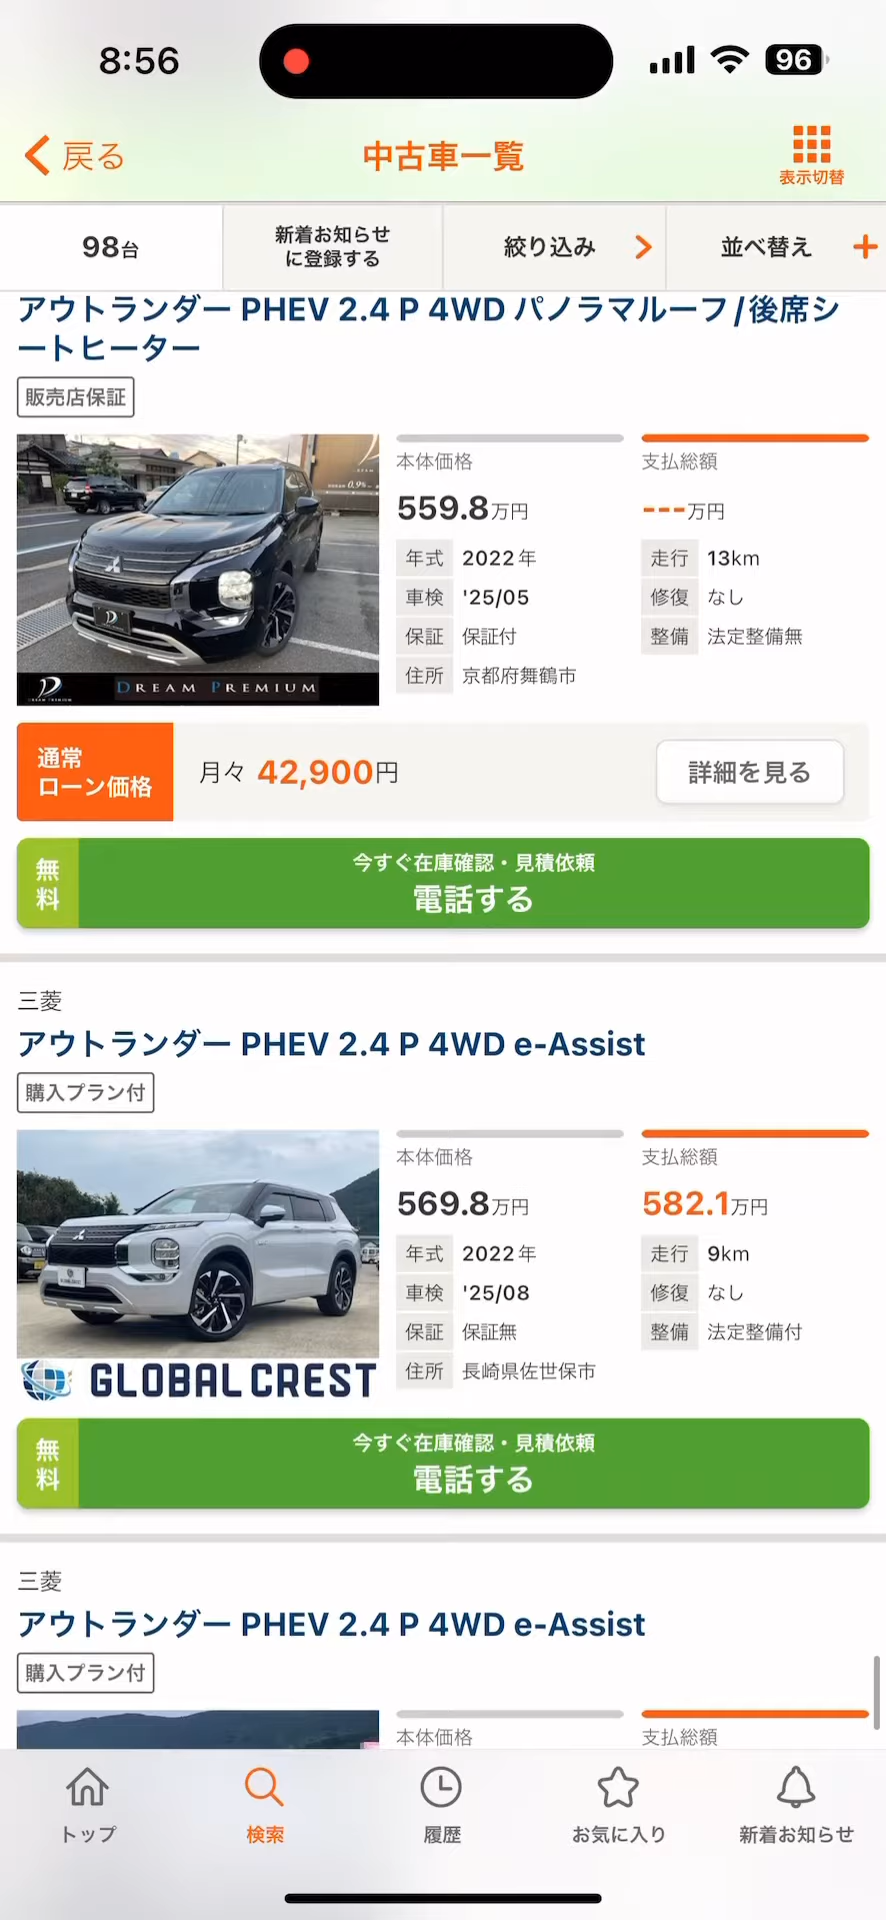 8:56
96
戻る
中古車一覧
表示切替
98台
新着お知らせ
に登録する
絞り込み
並べ替え
アウトランダー PHEV 2.4 P 4WD パノラマルーフ/後席シ
ートヒーター
販売店保証
本体価格
支払総額
559.8万円
---万円
年式 2022年
走行 13km
車検 '25/05
修復 なし
保証 保証付
整備 法定整備無
住所 京都府舞鶴市
DREAM PREMIUM
通常
ローン価格
月々 42,900円
詳細を見る
無料
今すぐ在庫確認・見積依頼
電話する
三菱
アウトランダー PHEV 2.4 P 4WD e-Assist
購入プラン付
本体価格
支払総額
569.8万円
582.1万円
年式 2022年
走行 9km
車検 '25/08
修復 なし
保証 保証無
整備 法定整備付
住所 長崎県佐世保市
GLOBAL CREST
無料
今すぐ在庫確認・見積依頼
電話する
三菱
アウトランダー PHEV 2.4 P 4WD e-Assist
購入プラン付
本体価格
支払総額
トップ
検索
履歴
お気に入り
新着お知らせ